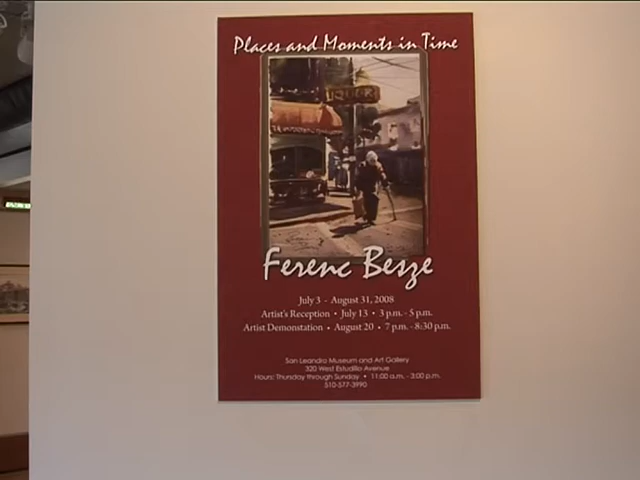 Places and Moments in Time
LIQUORS
Ferenc Besze
July 3 - August 31, 2008
Artist's Reception • July 13 • 3 p.m. - 5 p.m.
Artist Demonstation • August 20 • 7 p.m. - 8:30 p.m.
San Leandro Museum and Art Gallery
320 West Estudillo Avenue
Hours: Thursday through Sunday • 11:00 a.m. - 3:00 p.m.
510-577-3990